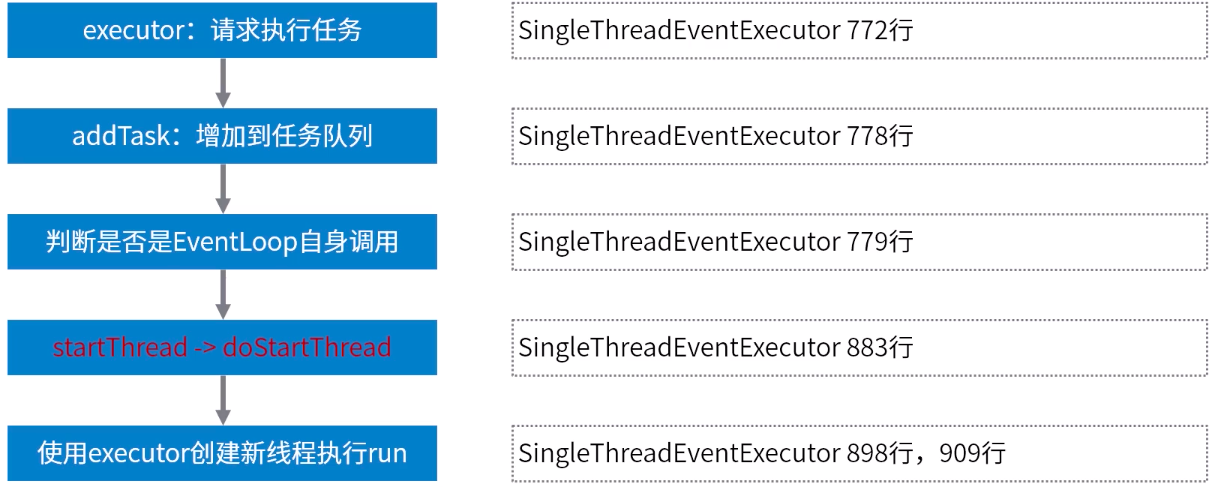 executor：请求执行任务
SingleThreadEventExecutor 772行
addTask：增加到任务队列
SingleThreadEventExecutor 778行
判断是否是EventLoop自身调用
SingleThreadEventExecutor 779行
startThread -> doStartThread
SingleThreadEventExecutor 883行
使用executor创建新线程执行run
SingleThreadEventExecutor 898行，909行